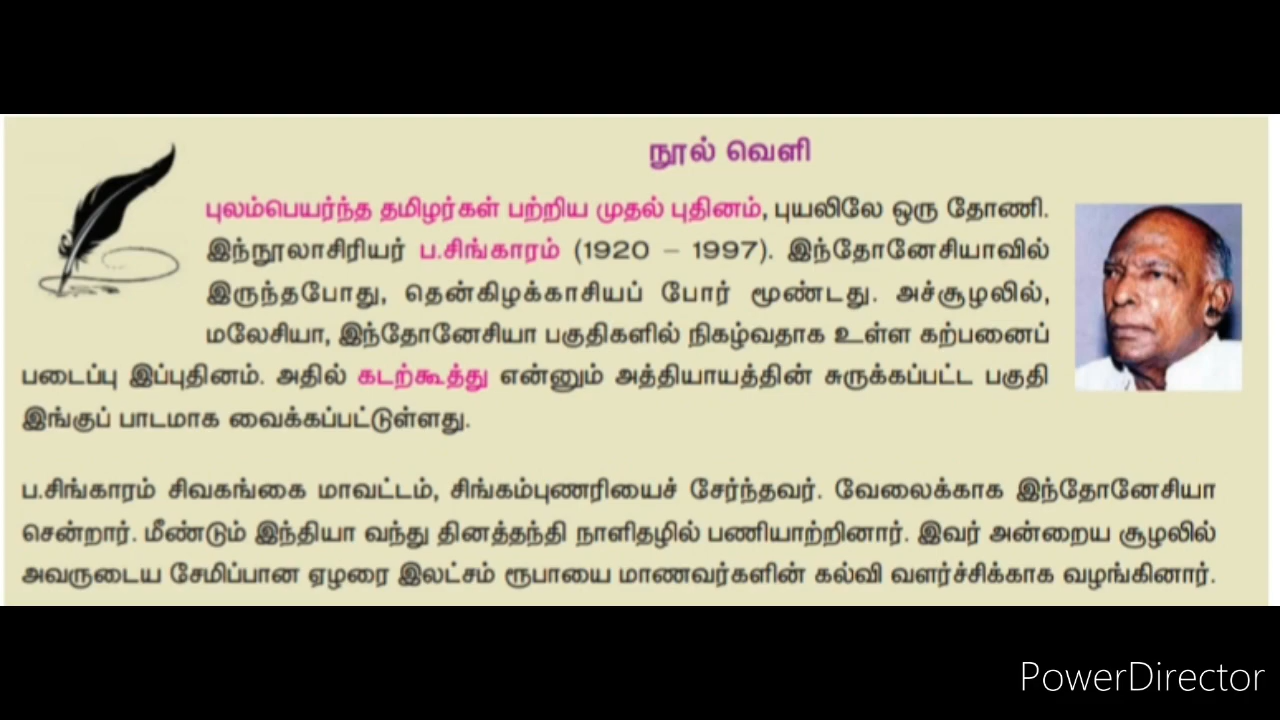 நூல் வெளி
புலம்பெயர்ந்த தமிழர்கள் பற்றிய முதல் புதினம், புயலிலே ஒரு தோணி.
இந்நூலாசிரியர் ப.சிங்காரம் (1920 – 1997). இந்தோனேசியாவில்
இருந்தபோது, தென்கிழக்காசியப் போர் மூண்டது. அச்சூழலில்,
மலேசியா, இந்தோனேசியா பகுதிகளில் நிகழ்வதாக உள்ள கற்பனைப்
படைப்பு இப்புதினம். அதில் கடற்கூத்து என்னும் அத்தியாயத்தின் சுருக்கப்பட்ட பகுதி
இங்குப் பாடமாக வைக்கப்பட்டுள்ளது.
ப.சிங்காரம் சிவகங்கை மாவட்டம், சிங்கம்புணரியைச் சேர்ந்தவர். வேலைக்காக இந்தோனேசியா
சென்றார். மீண்டும் இந்தியா வந்து தினத்தந்தி நாளிதழில் பணியாற்றினார். இவர் அன்றைய சூழலில்
அவருடைய சேமிப்பான ஏழரை இலட்சம் ரூபாயை மாணவர்களின் கல்வி வளர்ச்சிக்காக வழங்கினார்.
PowerDirector